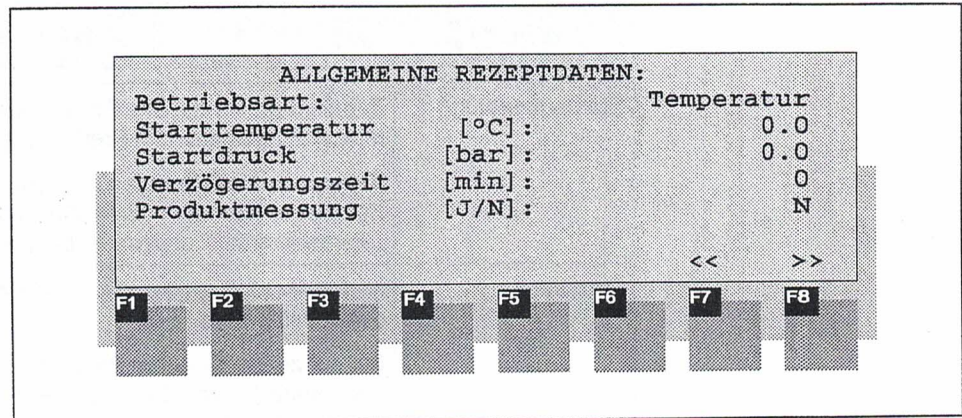 ALLGEMEINE REZEPTDATEN:
Betriebsart: Temperatur
Starttemperatur [°C]: 0.0
Startdruck [bar]: 0.0
Verzögerungszeit [min]: 0
Produktmessung [J/N]: N
<< >>
F1 F2 F3 F4 F5 F6 F7 F8